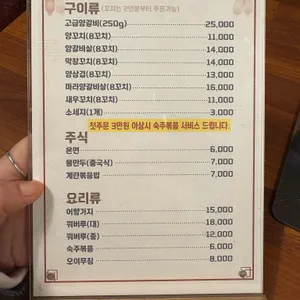 구이류 (꼬치는 2인분부터 주문가능)
고급양갈비(250g) 25,000
양꼬치(8꼬치) 11,000
양갈비살(8꼬치) 14,000
막창꼬치(8꼬치) 14,000
양삼겹(8꼬치) 13,000
마라양갈비살(8꼬치) 15,000
새우꼬치(8꼬치) 11,000
소세지(1개) 3,000
첫주문 3만원 이상시 숙주볶음 서비스 드립니다.
주식
온면 6,000
물만두(중국식) 7,000
계란볶음밥 7,000
요리류
어향가지 15,000
꿔바루(대) 18,000
꿔바루(중) 12,000
숙주볶음 6,000
오이무침 8,000